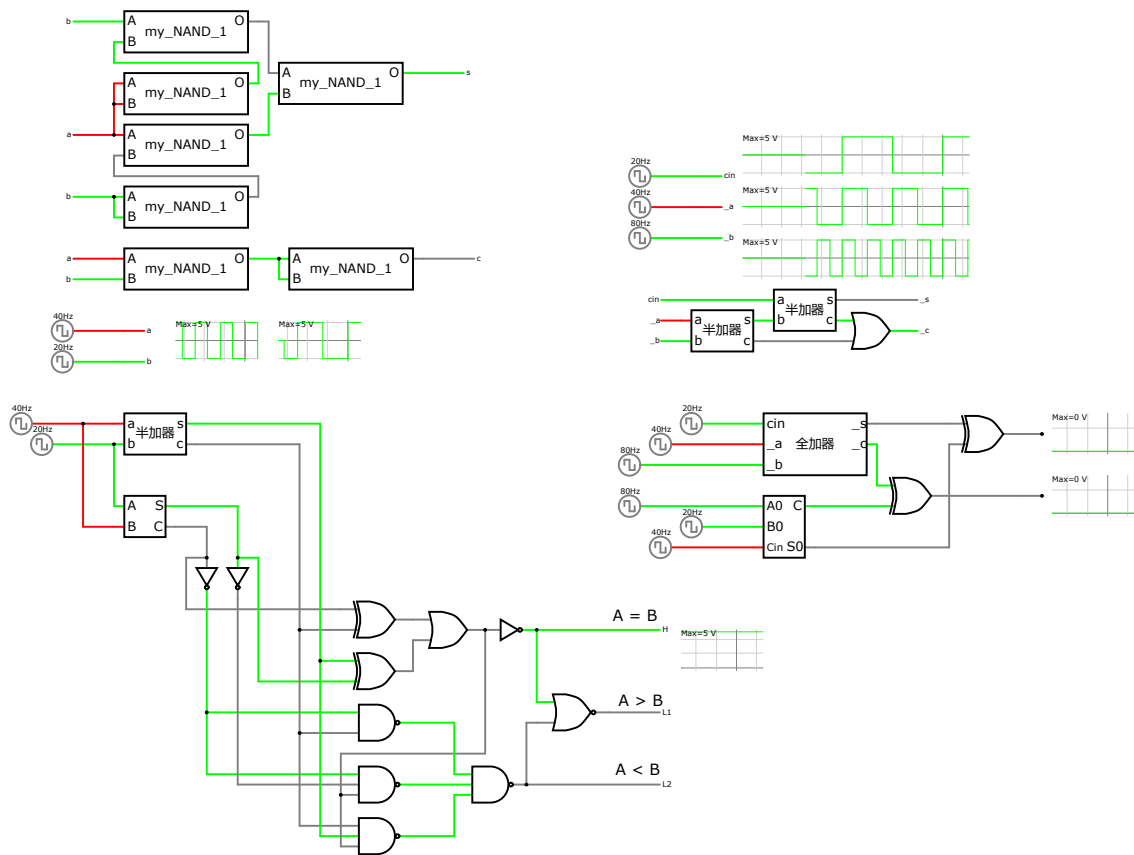 b
A
B
O
my_NAND_1
A
B
O
my_NAND_1
A
B
O
my_NAND_1
s
a
A
B
O
my_NAND_1
b
A
B
O
my_NAND_1
a
b
A
B
O
my_NAND_1
A
B
O
my_NAND_1
c
40Hz
a
20Hz
b
Max=5 V
Max=5 V
20Hz
cin
40Hz
_a
80Hz
_b
Max=5 V
Max=5 V
Max=5 V
cin
_a
_b
a
b
s
c
半加器
a
b
s
c
半加器
_s
_c
40Hz
20Hz
a
b
s
c
半加器
A
B
S
C
A = B
H
Max=5 V
A > B
L1
A < B
L2
20Hz
40Hz
80Hz
cin
_a
_b
全加器
_s
_c
80Hz
20Hz
40Hz
A0 C
B0
Cin S0
Max=0 V
Max=0 V